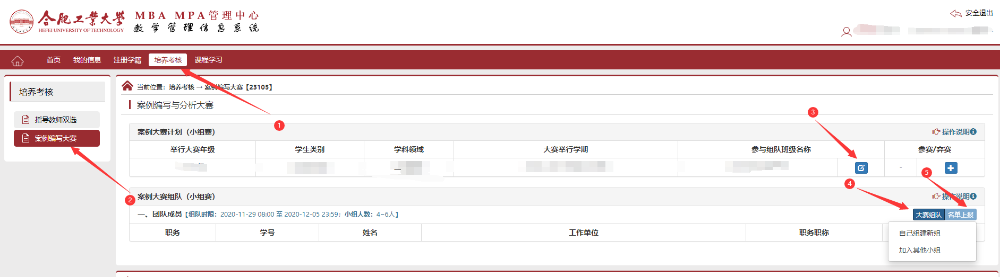 合肥工业大学
HEFEI UNIVERSITY OF TECHNOLOGY
MBA MPA管理中心
教学管理信息系统
安全退出
首页 我的信息 注册学籍 培养考核 课程学习
培养考核
指导教师双选
案例编写大赛
当前位置：培养考核 → 案例编写大赛【23105】
案例编写与分析大赛
1
2
3
4
5
案例大赛计划（小组赛） 操作说明
举行大赛年级 学生类别 学科领域 大赛举行学期 参与组队班级名称 参赛/弃赛
-
案例大赛组队（小组赛） 操作说明
一、团队成员【组队时限：2020-11-29 08:00 至 2020-12-05 23:59；小组人数：4~6人】 大赛组队 名单上报
职务 学号 姓名 工作单位 职务职称
自己组建新组
加入其他小组